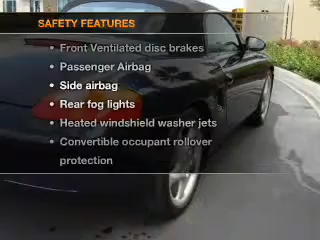 SAFETY FEATURES
• Front Ventilated disc brakes
• Passenger Airbag
• Side airbag
• Rear fog lights
• Heated windshield washer jets
• Convertible occupant rollover
protection